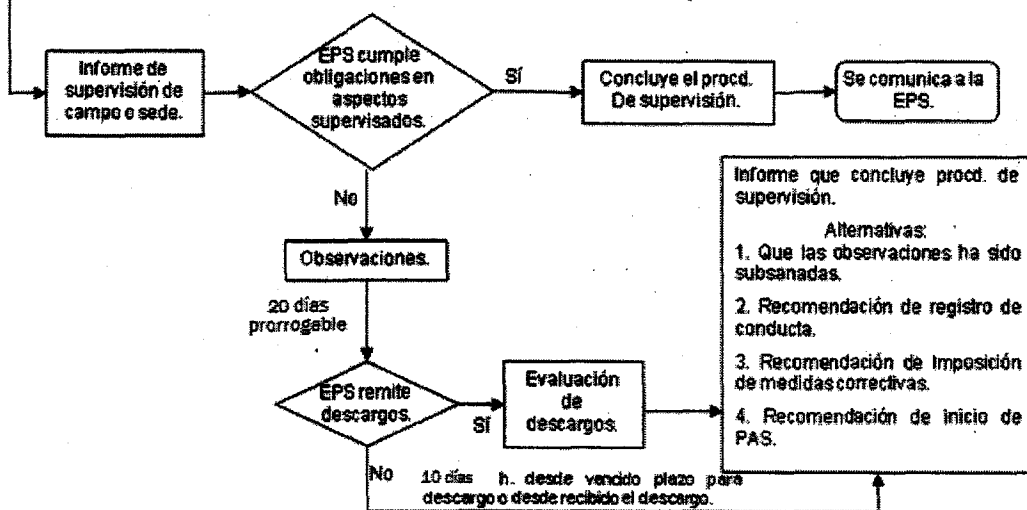 Informe de
supervisión de
campo o sede.
EPS cumple
obligaciones en
aspectos
supervisados.
Sí
Concluye el procd.
De supervisión.
Se comunica a la
EPS.
No
Observaciones.
20 días
prorrogable
EPS remite
descargos.
Sí
Evaluación
de
descargos.
Informe que concluye procd. de
supervisión.
Alternativas:
1. Que las observaciones ha sido
subsanadas.
2. Recomendación de registro de
conducta.
3. Recomendación de Imposición
de medidas correctivas.
4. Recomendación de inicio de
PAS.
No
10 días h. desde vencido plazo para
descargo o desde recibido el descargo.